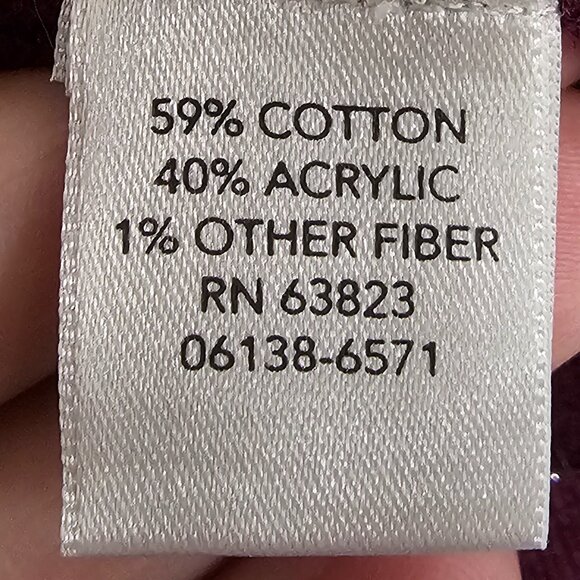 59% COTTON
40% ACRYLIC
1% OTHER FIBER
RN 63823
06138-6571